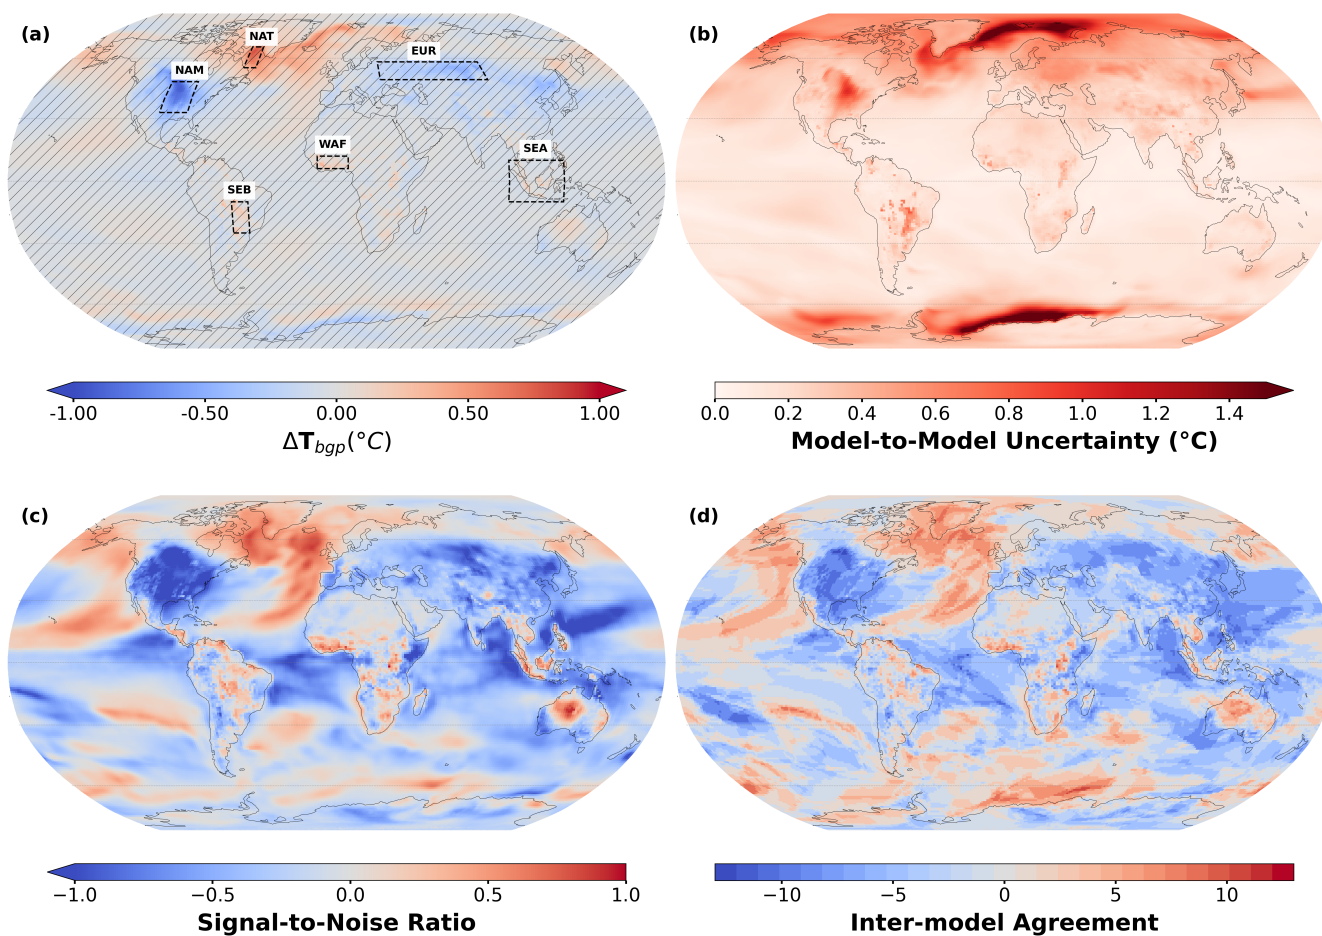 (a)
NAT
EUR
NAM
WAF
SEA
SEB
-1.00 -0.50 0.00 0.50 1.00
ΔT_bgp(°C)
(b)
0.0 0.2 0.4 0.6 0.8 1.0 1.2 1.4
Model-to-Model Uncertainty (°C)
(c)
−1.0 −0.5 0.0 0.5 1.0
Signal-to-Noise Ratio
(d)
−10 −5 0 5 10
Inter-model Agreement